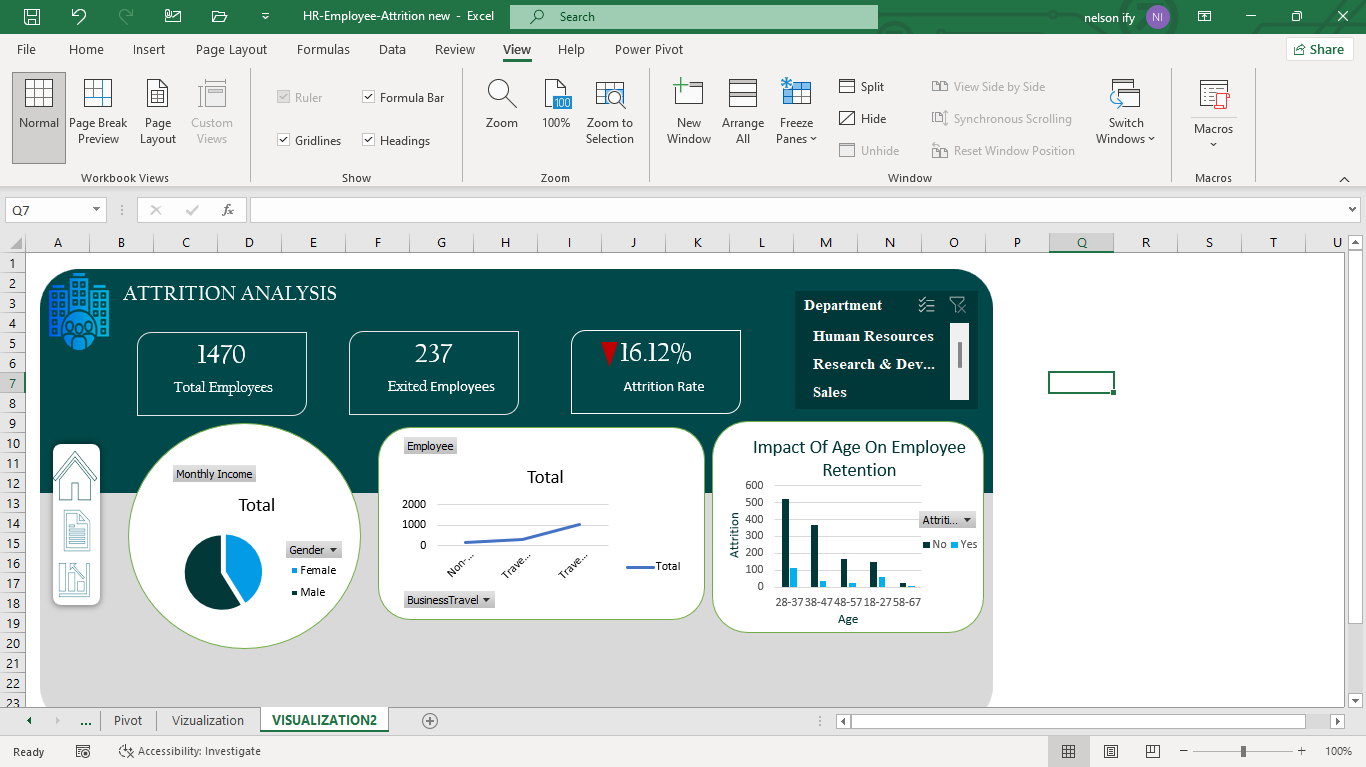 HR-Employee-Attrition new - Excel
Search
nelson ify
NI
File Home Insert Page Layout Formulas Data Review View Help Power Pivot
Share
Normal
Page Break Preview
Page Layout
Custom Views
Workbook Views
Ruler
Formula Bar
Gridlines
Headings
Show
Zoom
100
100%
Zoom to Selection
Zoom
New Window
Arrange All
Freeze Panes
Split
Hide
Unhide
View Side by Side
Synchronous Scrolling
Reset Window Position
Window
Switch Windows
Macros
Macros
Q7
fx
A B C D E F G H I J K L M N O P Q R S T U
1
2
3
4
5
6
7
8
9
10
11
12
13
14
15
16
17
18
19
20
21
22
23
ATTRITION ANALYSIS
1470
Total Employees
237
Exited Employees
16.12%
Attrition Rate
Department
Human Resources
Research & Dev...
Sales
Monthly Income
Total
Gender
Female
Male
Employee
Total
2000
1000
0
Non-...
Trave...
Trave...
Total
BusinessTravel
Impact Of Age On Employee
Retention
600
500
400
300
200
100
0
Attrition
28-37 38-47 48-57 18-27 58-67
Age
Attriti...
No Yes
... Pivot Vizualization VISUALIZATION2
Ready
Accessibility: Investigate
100%